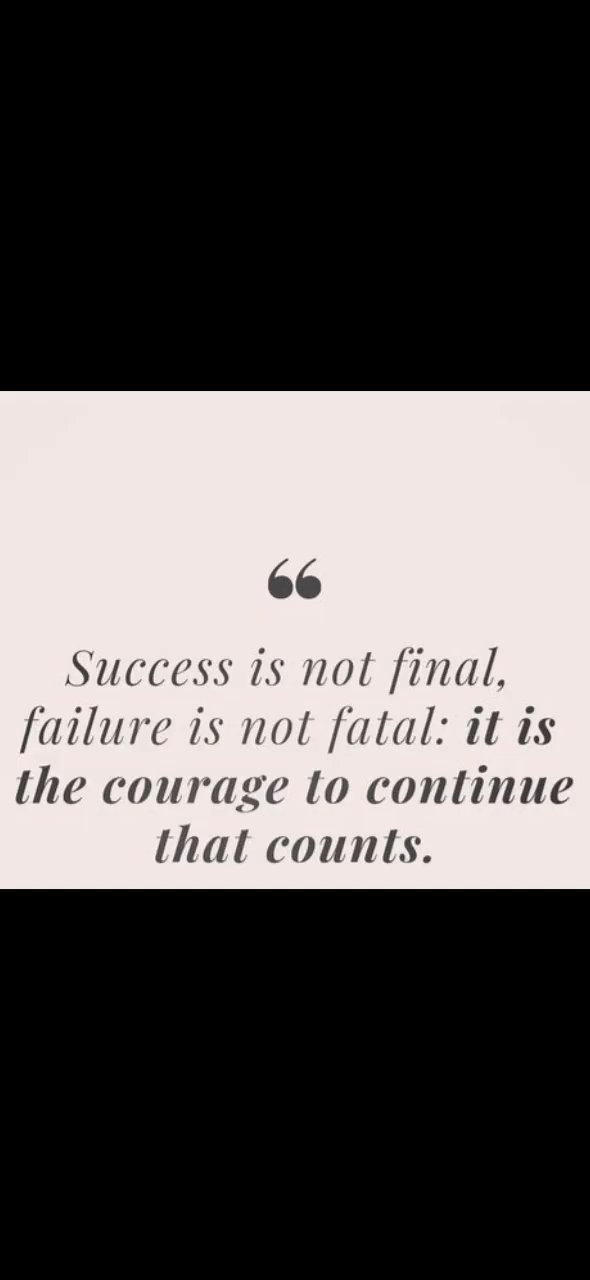 “
Success is not final,
failure is not fatal: it is
the courage to continue
that counts.